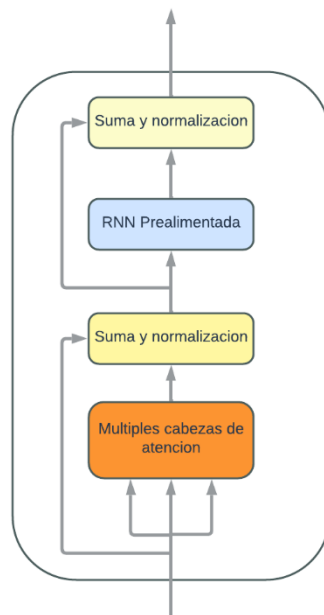 Suma y normalizacion
RNN Prealimentada
Suma y normalizacion
Multiples cabezas de
atencion